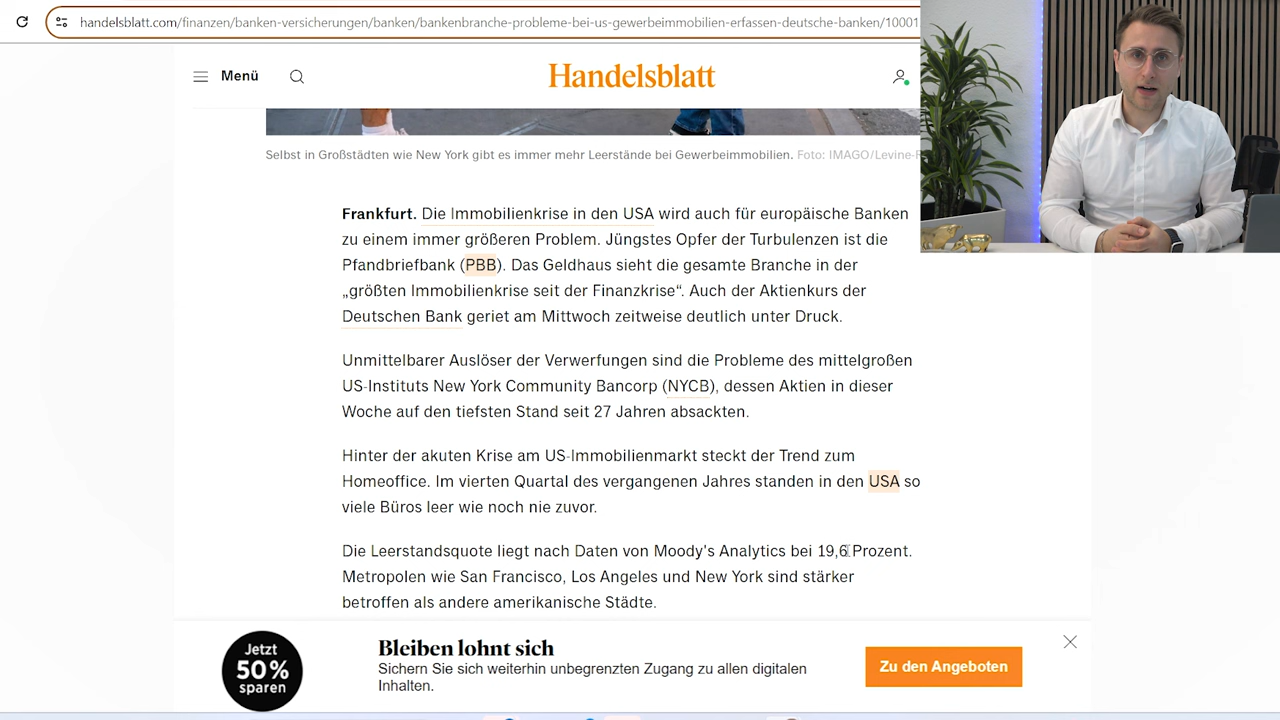 handelsblatt.com/finanzen/banken-versicherungen/banken/bankenbranche-probleme-bei-us-gewerbeimmobilien-erfassen-deutsche-banken/10001
Menü
Handelsblatt
Selbst in Großstädten wie New York gibt es immer mehr Leerstände bei Gewerbeimmobilien. Foto: IMAGO/Levine-
Frankfurt. Die Immobilienkrise in den USA wird auch für europäische Banken
zu einem immer größeren Problem. Jüngstes Opfer der Turbulenzen ist die
Pfandbriefbank (PBB). Das Geldhaus sieht die gesamte Branche in der
„größten Immobilienkrise seit der Finanzkrise“. Auch der Aktienkurs der
Deutschen Bank geriet am Mittwoch zeitweise deutlich unter Druck.
Unmittelbarer Auslöser der Verwerfungen sind die Probleme des mittelgroßen
US-Instituts New York Community Bancorp (NYCB), dessen Aktien in dieser
Woche auf den tiefsten Stand seit 27 Jahren absackten.
Hinter der akuten Krise am US-Immobilienmarkt steckt der Trend zum
Homeoffice. Im vierten Quartal des vergangenen Jahres standen in den USA so
viele Büros leer wie noch nie zuvor.
Die Leerstandsquote liegt nach Daten von Moody's Analytics bei 19,6 Prozent.
Metropolen wie San Francisco, Los Angeles und New York sind stärker
betroffen als andere amerikanische Städte.
Jetzt
50 %
sparen
Bleiben lohnt sich
Sichern Sie sich weiterhin unbegrenzten Zugang zu allen digitalen
Inhalten.
Zu den Angeboten